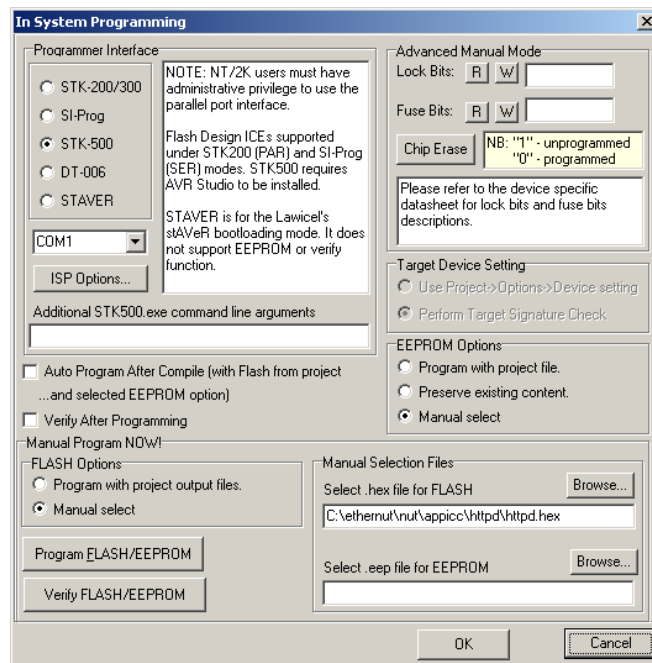 In System Programming
Programmer Interface
STK-200/300
SI-Prog
STK-500
DT-006
STAVER
COM1
ISP Options...
NOTE: NT/2K users must have
administrative privilege to use the
parallel port interface.
Flash Design ICEs supported
under STK200 (PAR) and SI-Prog
(SER) modes. STK500 requires
AVR Studio to be installed.
STAVER is for the Lawicel's
stAVeR bootloading mode. It does
not support EEPROM or verify
function.
Additional STK500.exe command line arguments
Auto Program After Compile (with Flash from project
...and selected EEPROM option)
Verify After Programming
Advanced Manual Mode
Lock Bits: R W
Fuse Bits: R W
Chip Erase
NB: "1" - unprogrammed
"0" - programmed
Please refer to the device specific
datasheet for lock bits and fuse bits
descriptions.
Target Device Setting
Use Project->Options->Device setting
Perform Target Signature Check
EEPROM Options
Program with project file.
Preserve existing content.
Manual select
Manual Program NOW!
FLASH Options
Program with project output files.
Manual select
Program FLASH/EEPROM
Verify FLASH/EEPROM
Manual Selection Files
Select .hex file for FLASH
Browse...
C:\ethernut\nut\appicc\httpd\httpd.hex
Select .eep file for EEPROM
Browse...
OK
Cancel